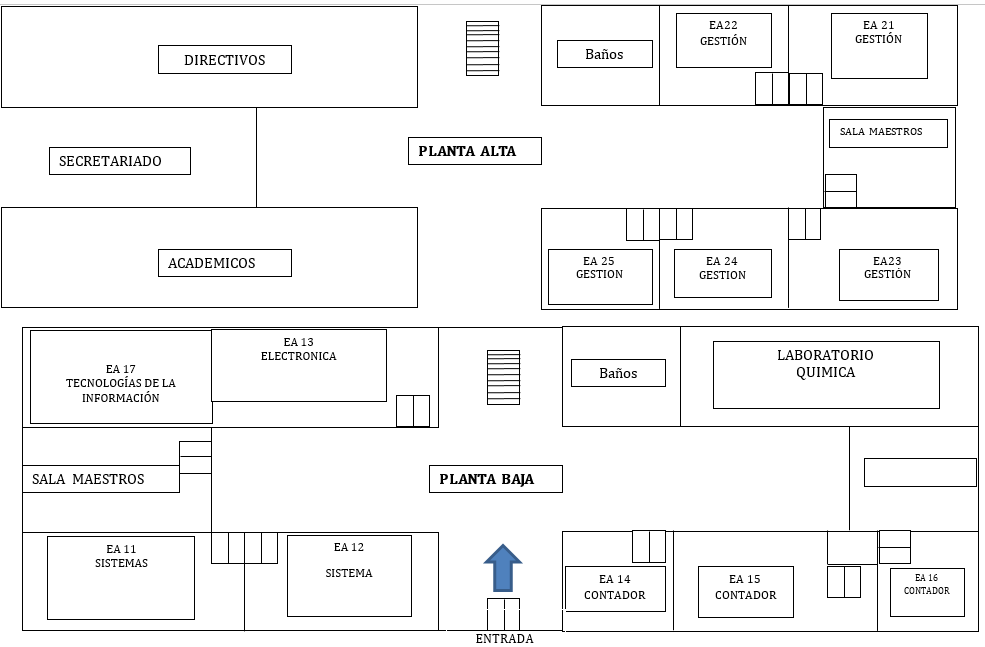 DIRECTIVOS
Baños
EA22
GESTIÓN
EA 21
GESTIÓN
SECRETARIADO
PLANTA ALTA
SALA MAESTROS
ACADEMICOS
EA 25
GESTION
EA 24
GESTION
EA23
GESTIÓN
EA 17
TECNOLOGÍAS DE LA
INFORMACIÓN
EA 13
ELECTRONICA
Baños
LABORATORIO
QUIMICA
SALA MAESTROS
PLANTA BAJA
EA 11
SISTEMAS
EA 12
SISTEMA
EA 14
CONTADOR
EA 15
CONTADOR
EA 16
CONTADOR
ENTRADA